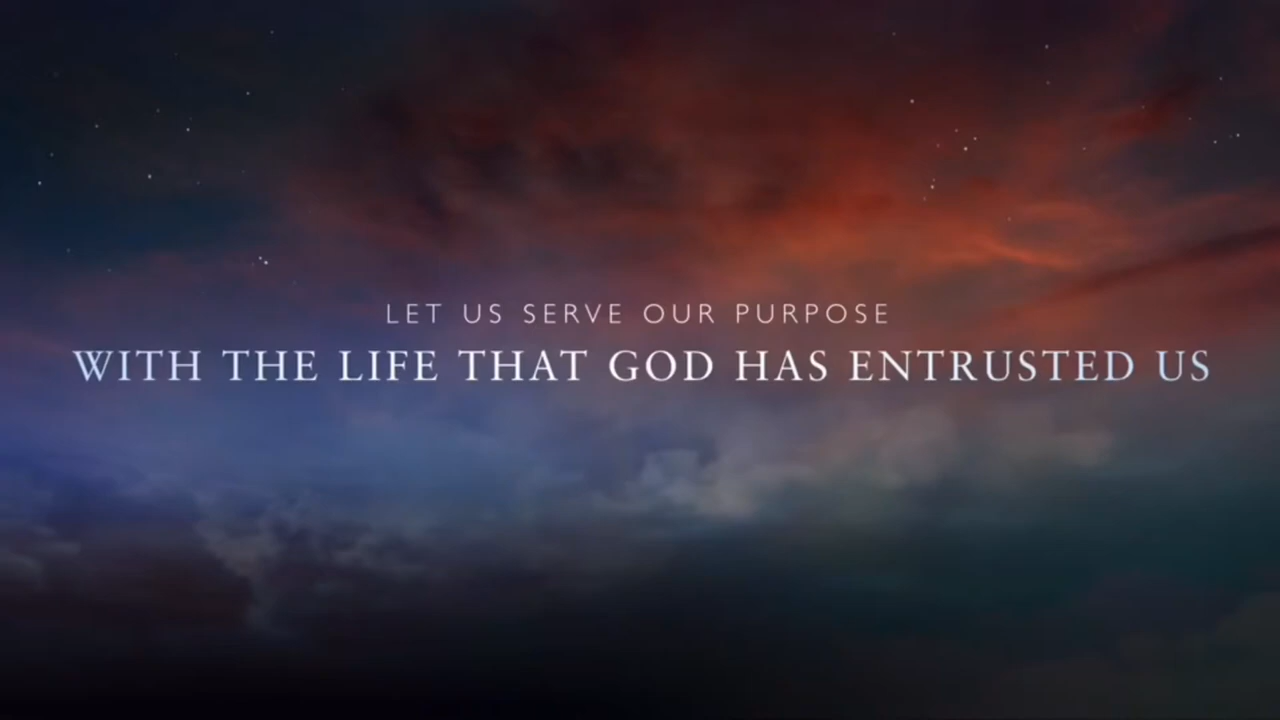 LET US SERVE OUR PURPOSE
WITH THE LIFE THAT GOD HAS ENTRUSTED US